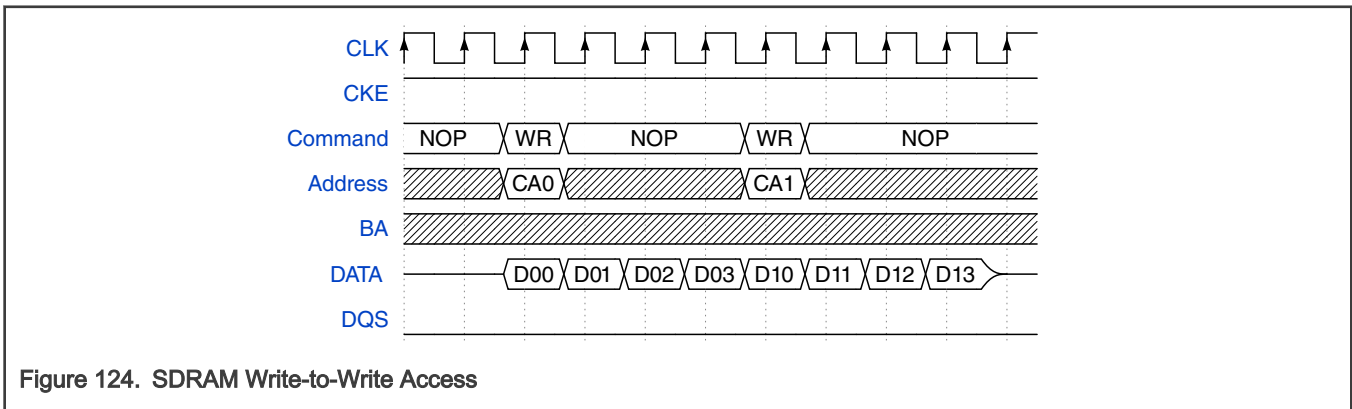 CLK
CKE
Command NOP WR NOP WR NOP
Address CA0 CA1
BA
DATA D00 D01 D02 D03 D10 D11 D12 D13
DQS
Figure 124. SDRAM Write-to-Write Access